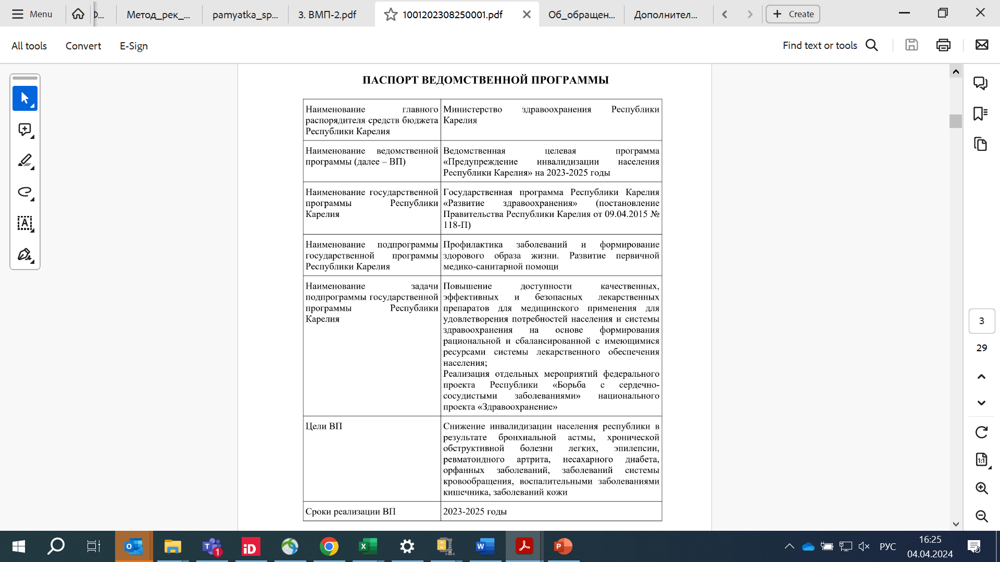 Menu
Ф...
Метод_рек_...
pamyatka_sp...
3. ВМП-2.pdf
1001202308250001.pdf
Об_обращен...
Дополнител...
Create
All tools
Convert
E-Sign
Find text or tools
ПАСПОРТ ВЕДОМСТВЕННОЙ ПРОГРАММЫ
Наименование главного
распорядителя средств бюджета
Республики Карелия
Министерство здравоохранения Республики
Карелия
Наименование ведомственной
программы (далее – ВП)
Ведомственная целевая программа
«Предупреждение инвалидизации населения
Республики Карелия» на 2023-2025 годы
Наименование государственной
программы Республики
Карелия
Государственная программа Республики Карелия
«Развитие здравоохранения» (постановление
Правительства Республики Карелия от 09.04.2015 №
118-П)
Наименование подпрограммы
государственной программы
Республики Карелия
Профилактика заболеваний и формирование
здорового образа жизни. Развитие первичной
медико-санитарной помощи
Наименование задачи
подпрограммы государственной
программы Республики
Карелия
Повышение доступности качественных,
эффективных и безопасных лекарственных
препаратов для медицинского применения для
удовлетворения потребностей населения и системы
здравоохранения на основе формирования
рациональной и сбалансированной с имеющимися
ресурсами системы лекарственного обеспечения
населения;
Реализация отдельных мероприятий федерального
проекта Республики «Борьба с сердечно-
сосудистыми заболеваниями» национального
проекта «Здравоохранение»
Цели ВП
Снижение инвалидизации населения республики в
результате бронхиальной астмы, хронической
обструктивной болезни легких, эпилепсии,
ревматоидного артрита, несахарного диабета,
орфанных заболеваний, заболеваний системы
кровообращения, воспалительными заболеваниями
кишечника, заболеваний кожи
Сроки реализации ВП
2023-2025 годы
3
29
1:1
1
iD
РУС
16:25
04.04.2024